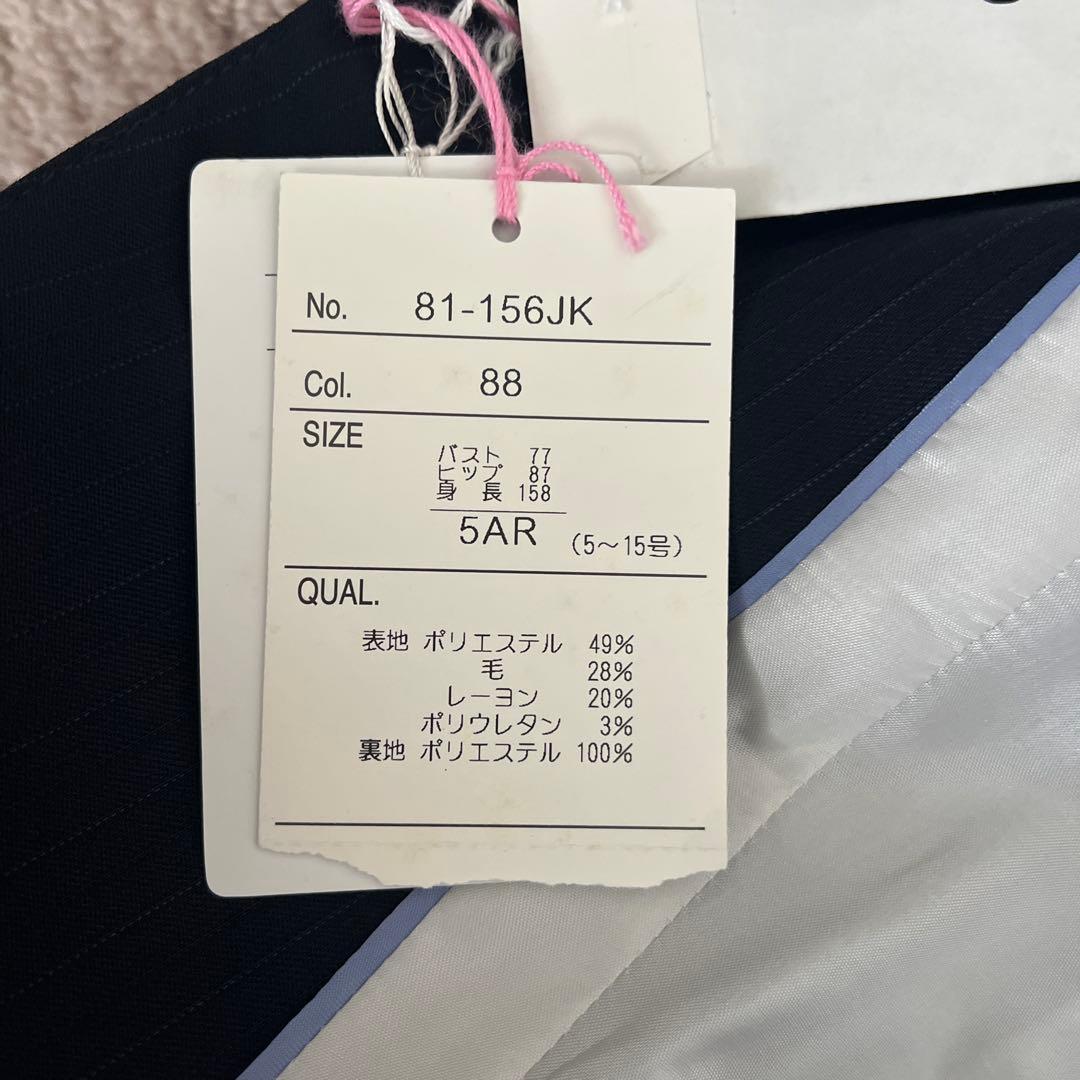 No. 81-156JK
Col. 88
SIZE
バスト 77
ヒップ 87
身長 158
5AR (5～15号)
QUAL.
表地 ポリエステル 49%
毛 28%
レーヨン 20%
ポリウレタン 3%
裏地 ポリエステル 100%